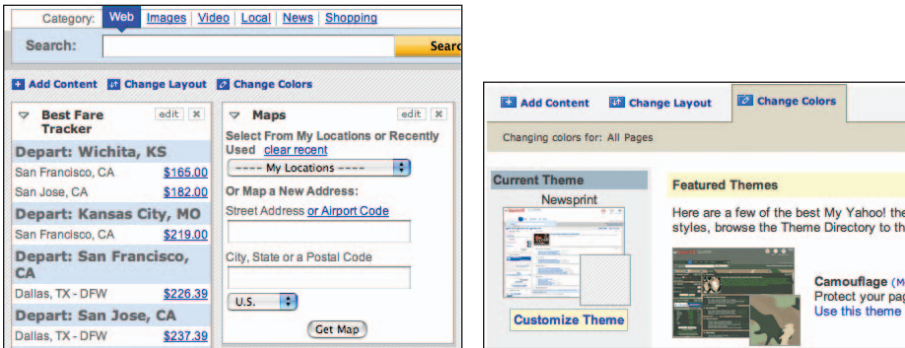 Category: Web Images Video Local News Shopping
Search:
Add Content Change Layout Change Colors
Best Fare Tracker edit x
Depart: Wichita, KS
San Francisco, CA $165.00
San Jose, CA $182.00
Depart: Kansas City, MO
San Francisco, CA $219.00
Depart: San Francisco,
CA
Dallas, TX - DFW $226.39
Depart: San Jose, CA
Dallas, TX - DFW $237.39
Maps edit x
Select From My Locations or Recently
Used clear recent
---- My Locations ----
Or Map a New Address:
Street Address or Airport Code
City, State or a Postal Code
U.S.
Get Map
Add Content Change Layout Change Colors
Changing colors for: All Pages
Current Theme
Newsprint
Customize Theme
Featured Themes
Here are a few of the best My Yahoo! the
styles, browse the Theme Directory to th
Camouflage (M
Protect your pag
Use this theme